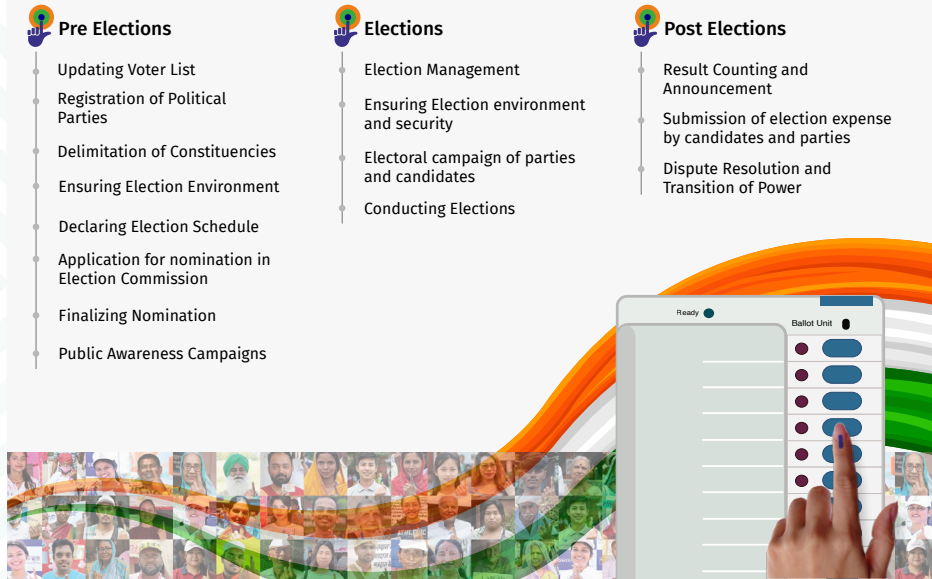 Pre Elections
Updating Voter List
Registration of Political
Parties
Delimitation of Constituencies
Ensuring Election Environment
Declaring Election Schedule
Application for nomination in
Election Commission
Finalizing Nomination
Public Awareness Campaigns
Elections
Election Management
Ensuring Election environment
and security
Electoral campaign of parties
and candidates
Conducting Elections
Post Elections
Result Counting and
Announcement
Submission of election expense
by candidates and parties
Dispute Resolution and
Transition of Power
Ready
Ballot Unit